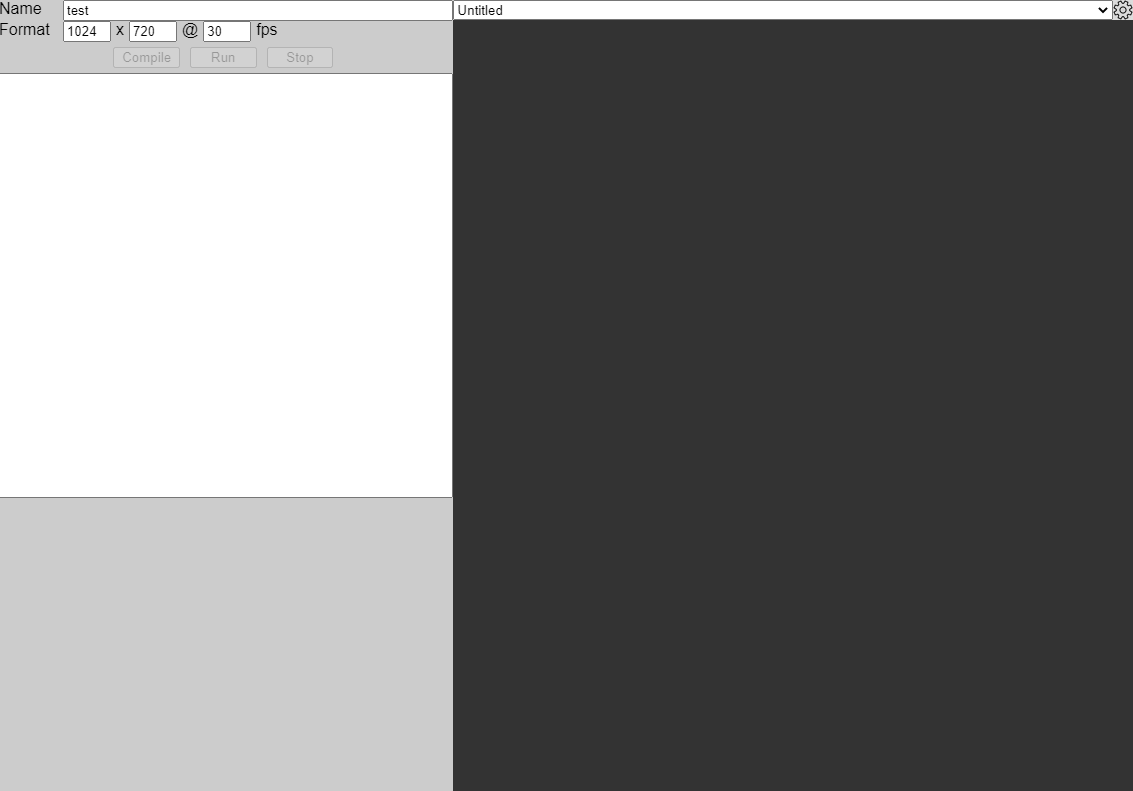 Name test Untitled
Format 1024 x 720 @ 30 fps
Compile Run Stop